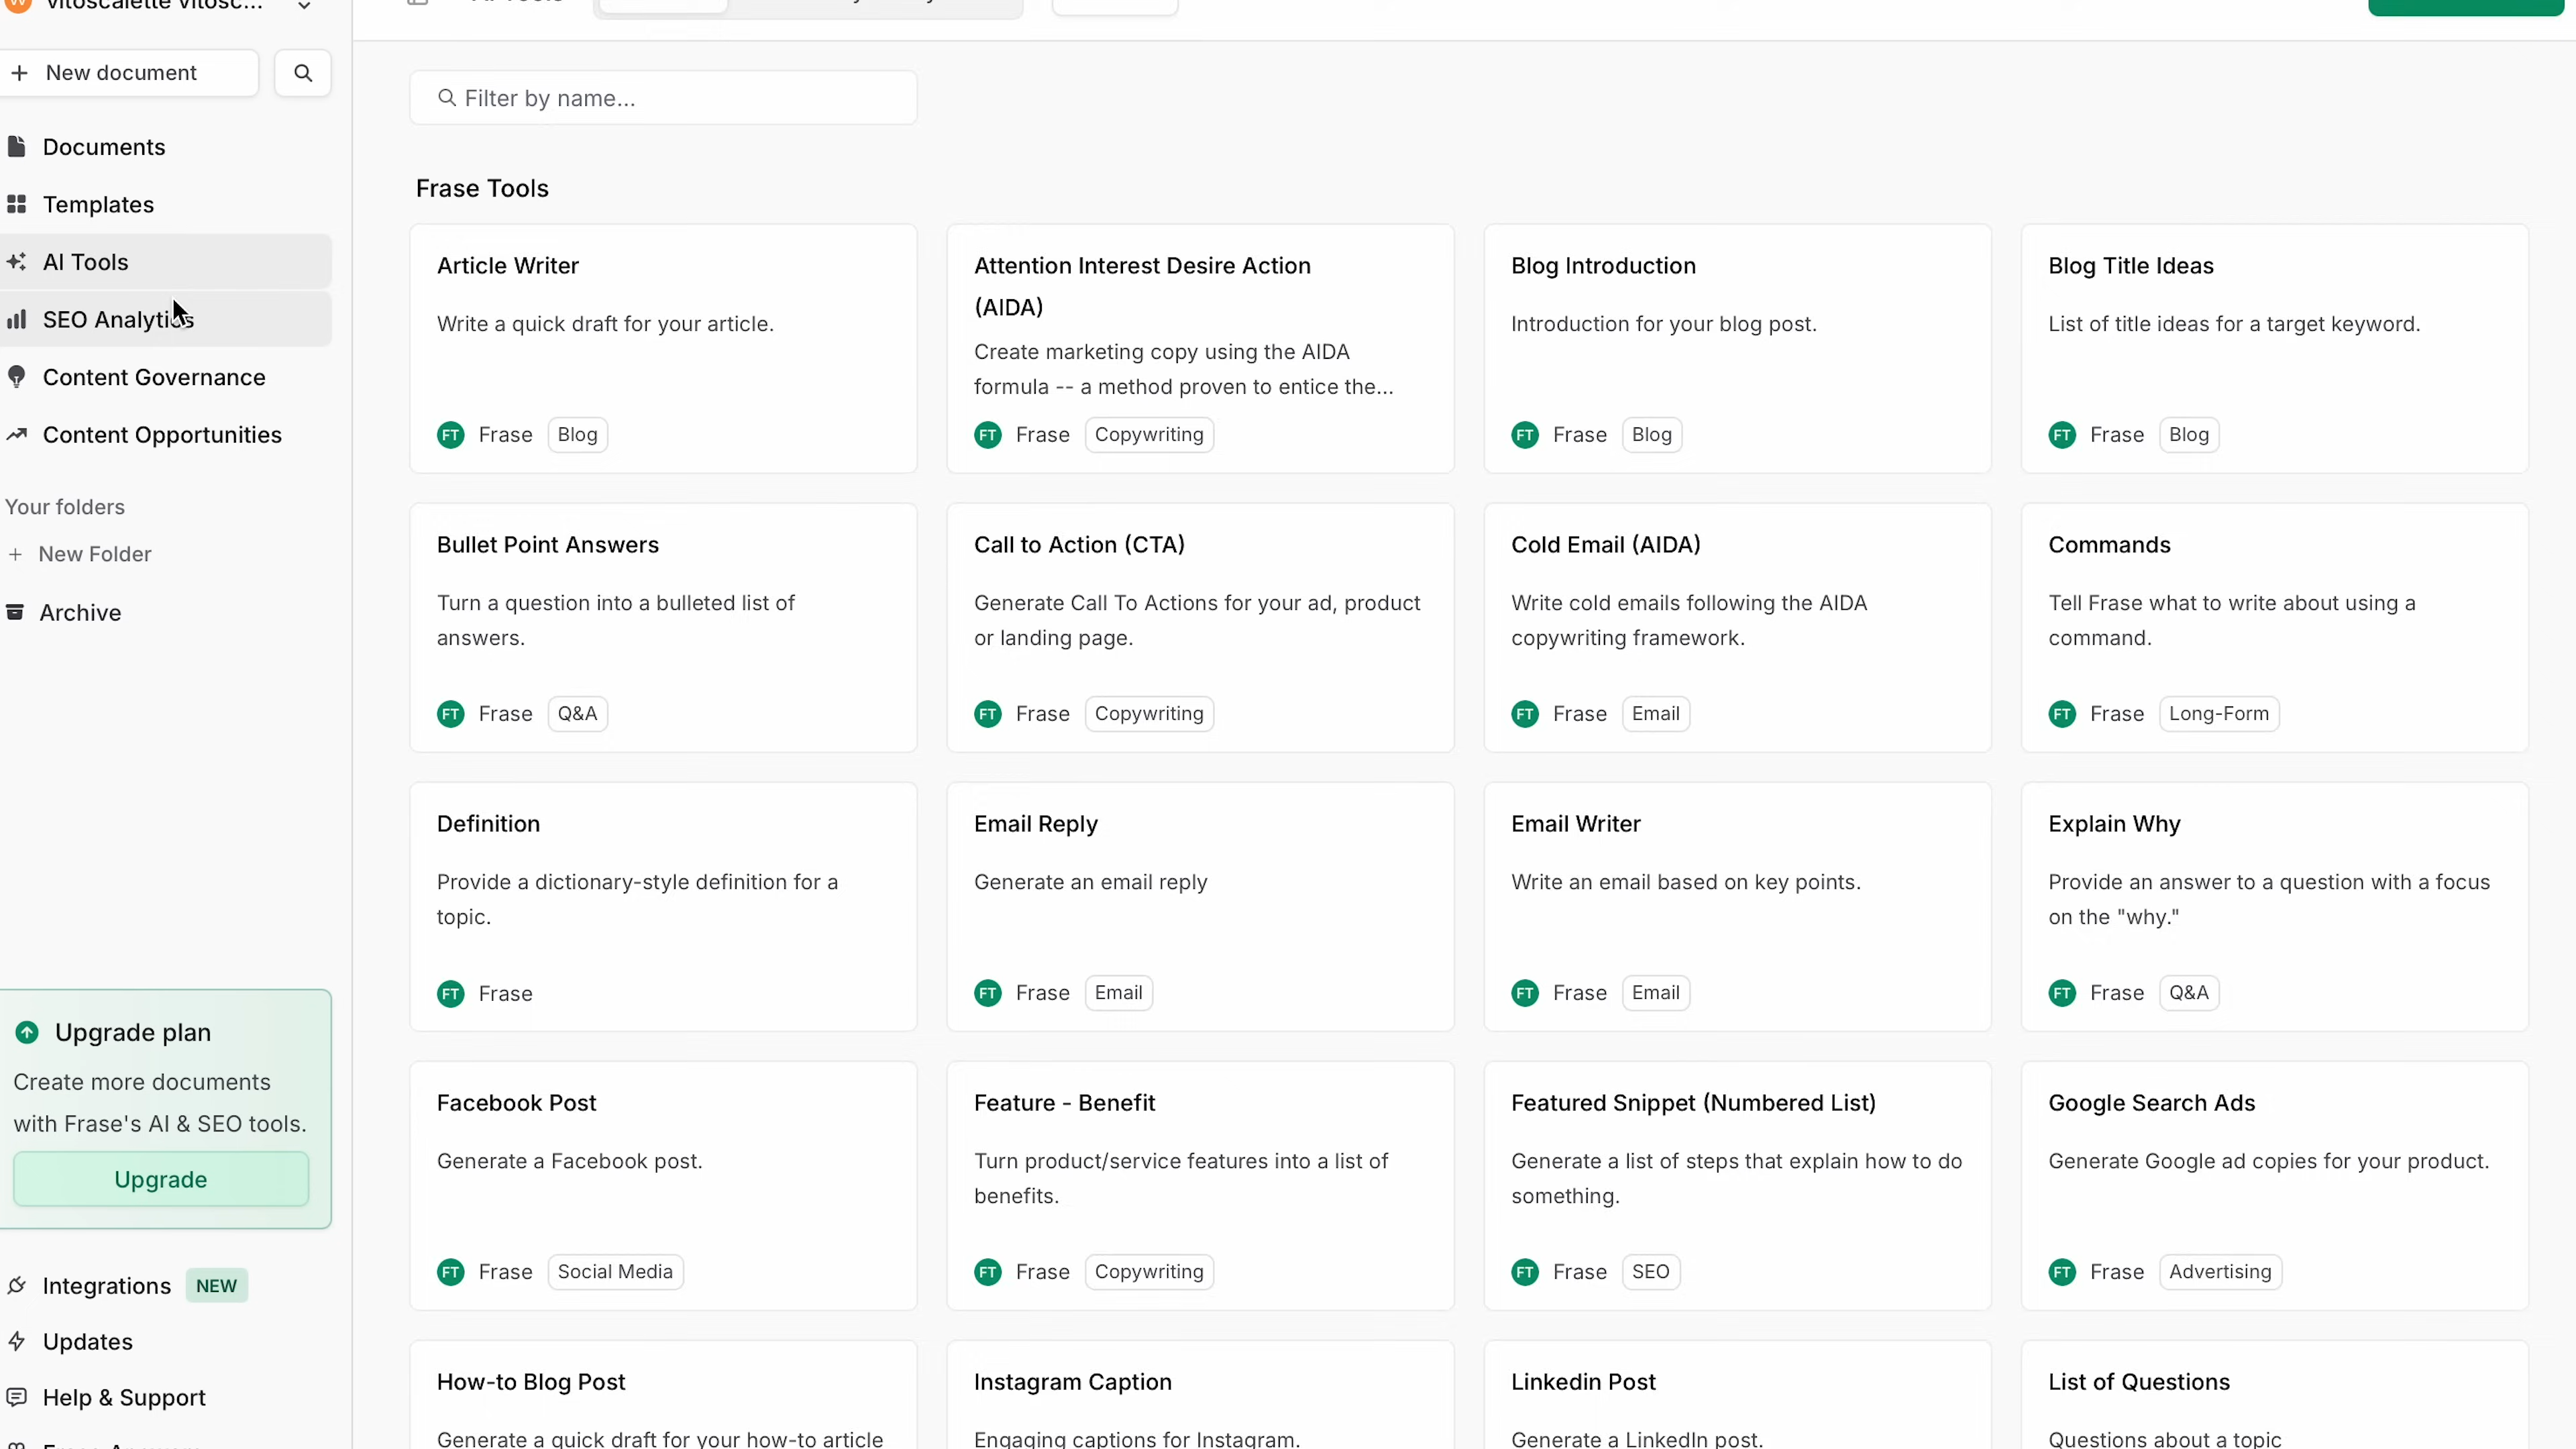 New document
Documents
Templates
AI Tools
SEO Analytics
Content Governance
Content Opportunities
Your folders
New Folder
Archive
Upgrade plan
Create more documents
with Frase's AI & SEO tools.
Upgrade
Integrations NEW
Updates
Help & Support
Filter by name...
Frase Tools
Article Writer
Write a quick draft for your article.
FT Frase Blog
Attention Interest Desire Action
(AIDA)
Create marketing copy using the AIDA
formula -- a method proven to entice the...
FT Frase Copywriting
Blog Introduction
Introduction for your blog post.
FT Frase Blog
Blog Title Ideas
List of title ideas for a target keyword.
FT Frase Blog
Bullet Point Answers
Turn a question into a bulleted list of
answers.
FT Frase Q&A
Call to Action (CTA)
Generate Call To Actions for your ad, product
or landing page.
FT Frase Copywriting
Cold Email (AIDA)
Write cold emails following the AIDA
copywriting framework.
FT Frase Email
Commands
Tell Frase what to write about using a
command.
FT Frase Long-Form
Definition
Provide a dictionary-style definition for a
topic.
FT Frase
Email Reply
Generate an email reply
FT Frase Email
Email Writer
Write an email based on key points.
FT Frase Email
Explain Why
Provide an answer to a question with a focus
on the "why."
FT Frase Q&A
Facebook Post
Generate a Facebook post.
FT Frase Social Media
Feature - Benefit
Turn product/service features into a list of
benefits.
FT Frase Copywriting
Featured Snippet (Numbered List)
Generate a list of steps that explain how to do
something.
FT Frase SEO
Google Search Ads
Generate Google ad copies for your product.
FT Frase Advertising
How-to Blog Post
Generate a quick draft for your how-to article
Instagram Caption
Engaging captions for Instagram.
Linkedin Post
Generate a LinkedIn post.
List of Questions
Questions about a topic